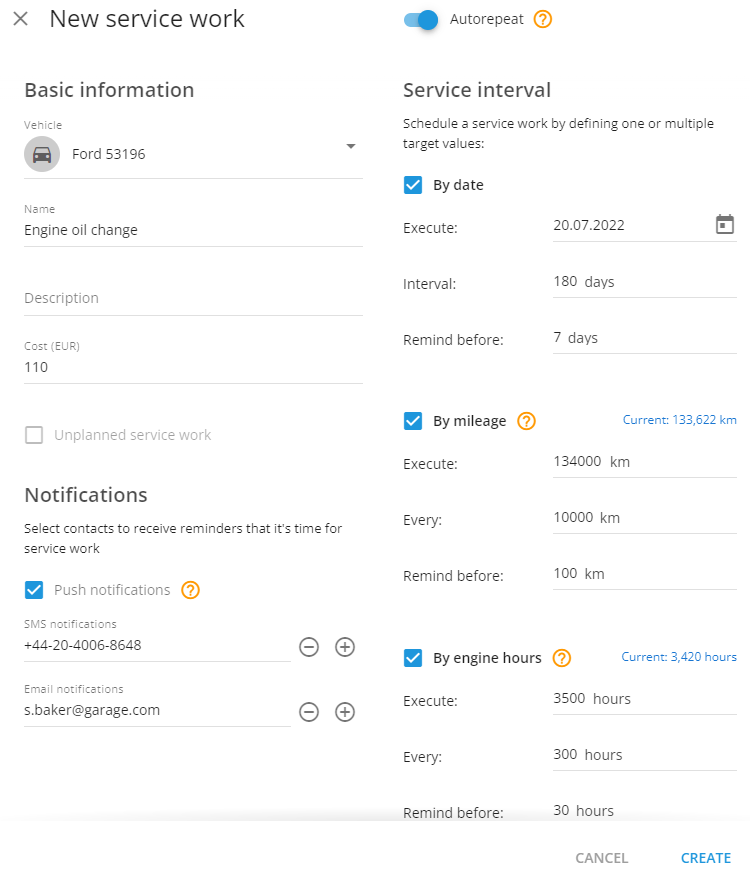 New service work
Autorepeat
Basic information
Vehicle
Ford 53196
Name
Engine oil change
Description
Cost (EUR)
110
Unplanned service work
Notifications
Select contacts to receive reminders that it's time for
service work
Push notifications
SMS notifications
+44-20-4006-8648
Email notifications
s.baker@garage.com
Service interval
Schedule a service work by defining one or multiple
target values:
By date
Execute: 20.07.2022
Interval: 180 days
Remind before: 7 days
By mileage Current: 133,622 km
Execute: 134000 km
Every: 10000 km
Remind before: 100 km
By engine hours Current: 3,420 hours
Execute: 3500 hours
Every: 300 hours
Remind before: 30 hours
CANCEL CREATE